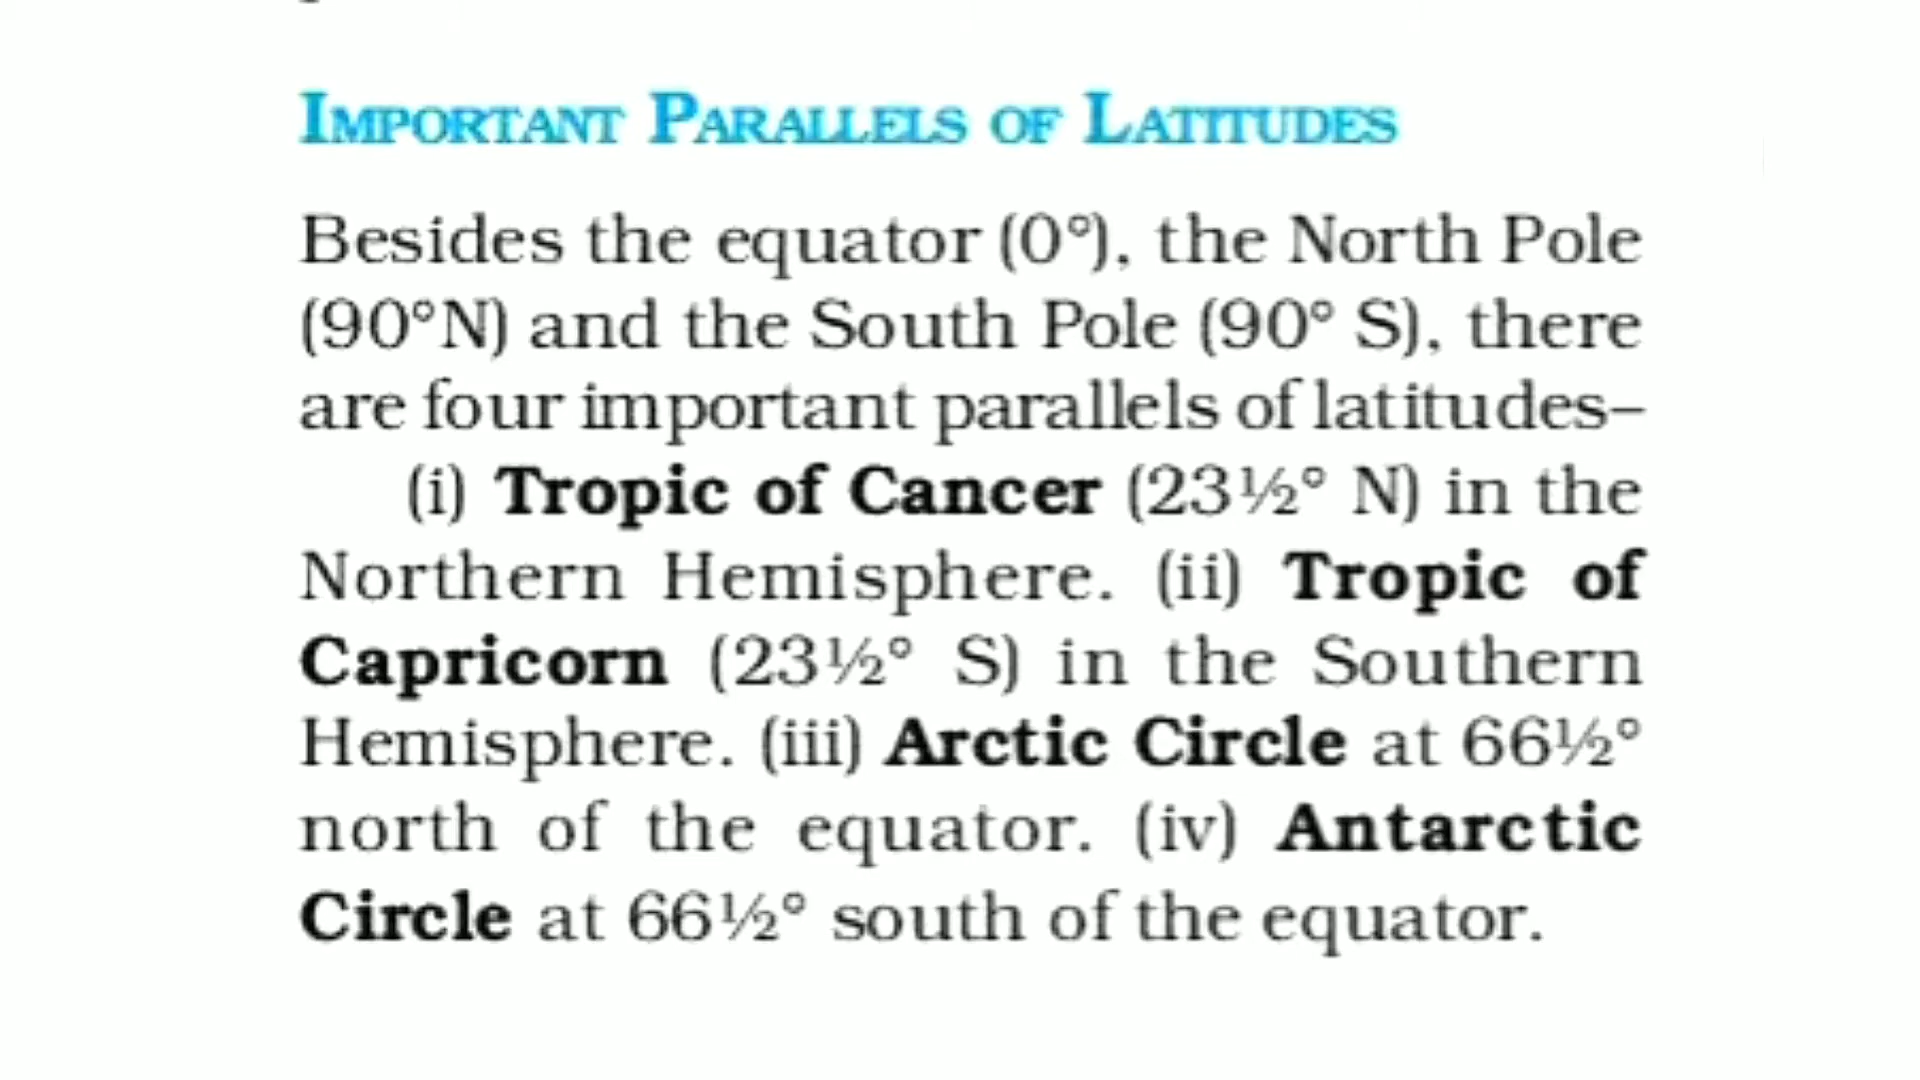 IMPORTANT PARALLELS OF LATITUDES
Besides the equator (0°), the North Pole
(90°N) and the South Pole (90° S), there
are four important parallels of latitudes–
(i) Tropic of Cancer (23½° N) in the
Northern Hemisphere. (ii) Tropic of
Capricorn (23½° S) in the Southern
Hemisphere. (iii) Arctic Circle at 66½°
north of the equator. (iv) Antarctic
Circle at 66½° south of the equator.